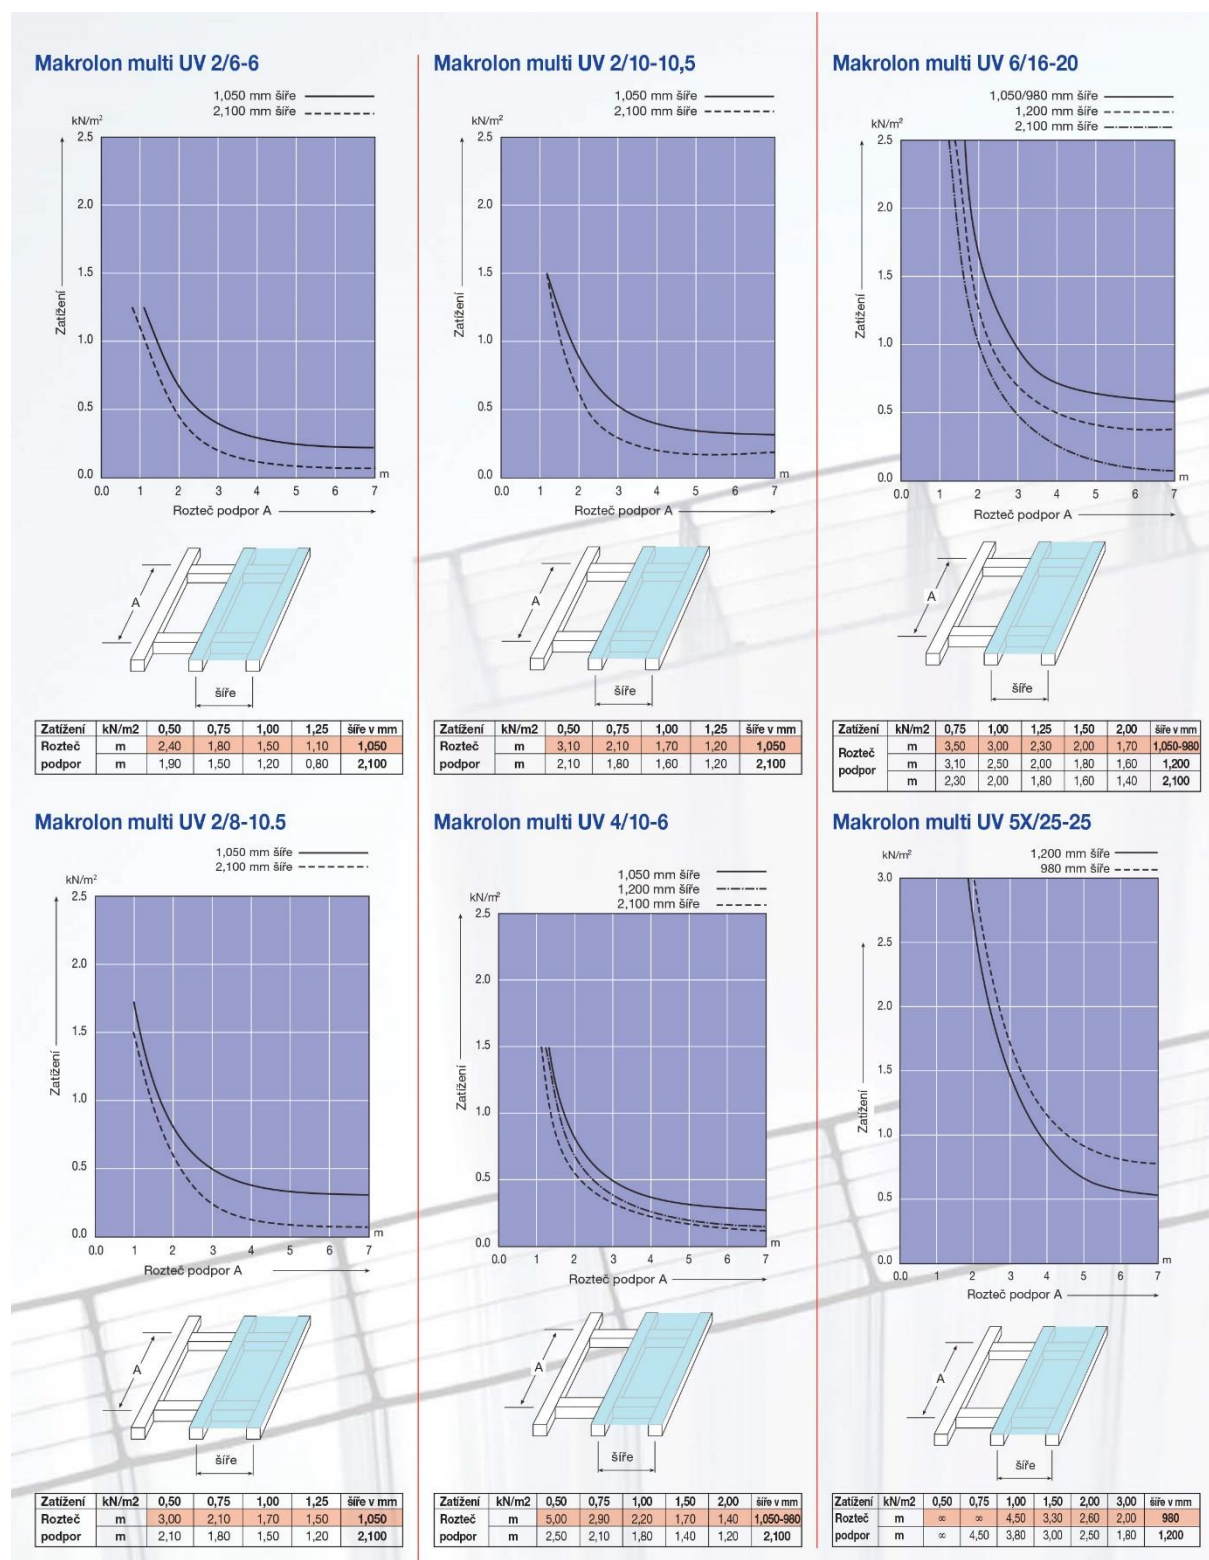 Makrolon multi UV 2/6-6
1,050 mm šíře
2,100 mm šíře
kN/m²
2.5
2.0
1.5
1.0
0.5
0.0
Zatížení
0.0 1 2 3 4 5 6 7
m
Rozteč podpor A
A
šíře
Zatížení kN/m2 0,50 0,75 1,00 1,25 šíře v mm
Rozteč m 2,40 1,80 1,50 1,10 1,050
podpor m 1,90 1,50 1,20 0,80 2,100
Makrolon multi UV 2/10-10,5
1,050 mm šíře
2,100 mm šíře
kN/m²
2.5
2.0
1.5
1.0
0.5
0.0
Zatížení
0.0 1 2 3 4 5 6 7
m
Rozteč podpor A
A
šíře
Zatížení kN/m2 0,50 0,75 1,00 1,25 šíře v mm
Rozteč m 3,10 2,10 1,70 1,20 1,050
podpor m 2,10 1,80 1,60 1,20 2,100
Makrolon multi UV 6/16-20
1,050/980 mm šíře
1,200 mm šíře
2,100 mm šíře
kN/m²
2.5
2.0
1.5
1.0
0.5
0.0
Zatížení
0.0 1 2 3 4 5 6 7
m
Rozteč podpor A
A
šíře
Zatížení kN/m2 0,75 1,00 1,25 1,50 2,00 šíře v mm
Rozteč podpor m 3,50 3,00 2,30 2,00 1,70 1,050-980
m 3,10 2,50 2,00 1,80 1,60 1,200
m 2,30 2,00 1,80 1,60 1,40 2,100
Makrolon multi UV 2/8-10.5
1,050 mm šíře
2,100 mm šíře
kN/m²
2.5
2.0
1.5
1.0
0.5
0.0
Zatížení
0.0 1 2 3 4 5 6 7
m
Rozteč podpor A
A
šíře
Zatížení kN/m2 0,50 0,75 1,00 1,25 šíře v mm
Rozteč m 3,00 2,10 1,70 1,50 1,050
podpor m 2,10 1,80 1,50 1,20 2,100
Makrolon multi UV 4/10-6
1,050 mm šíře
1,200 mm šíře
2,100 mm šíře
kN/m²
2.5
2.0
1.5
1.0
0.5
0.0
Zatížení
0.0 1 2 3 4 5 6 7
m
Rozteč podpor A
A
šíře
Zatížení kN/m2 0,50 0,75 1,00 1,50 2,00 šíře v mm
Rozteč m 5,00 2,90 2,20 1,70 1,40 1,050-980
podpor m 2,50 2,10 1,80 1,40 1,20 2,100
Makrolon multi UV 5X/25-25
1,200 mm šíře
980 mm šíře
kN/m²
3.0
2.5
2.0
1.5
1.0
0.5
0.0
Zatížení
0.0 1 2 3 4 5 6 7
m
Rozteč podpor A
A
šíře
Zatížení kN/m2 0,50 0,75 1,00 1,50 2,00 3,00 šíře v mm
Rozteč m ∞ ∞ 4,50 3,30 2,60 2,00 980
podpor m ∞ 4,50 3,80 3,00 2,50 1,80 1,200